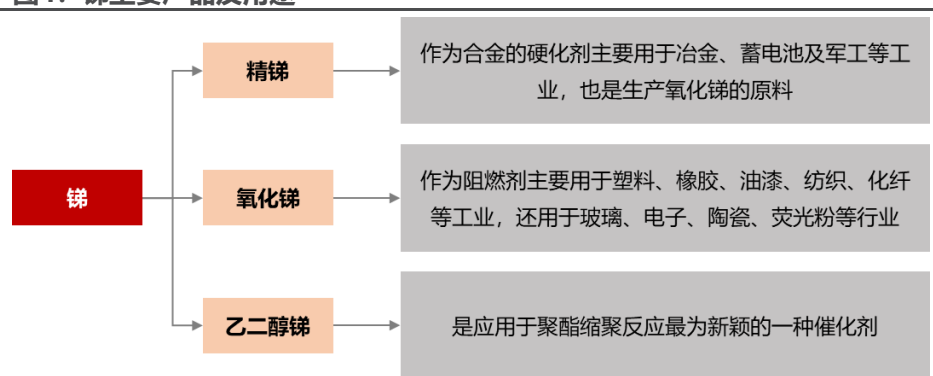 作为合金的硬化剂主要用于冶金、蓄电池及军工等工
业，也是生产氧化锑的原料
精锑
作为阻燃剂主要用于塑料、橡胶、油漆、纺织、化纤
等工业，还用于玻璃、电子、陶瓷、荧光粉等行业
锑
氧化锑
乙二醇锑
是应用于聚酯缩聚反应最为新颖的一种催化剂